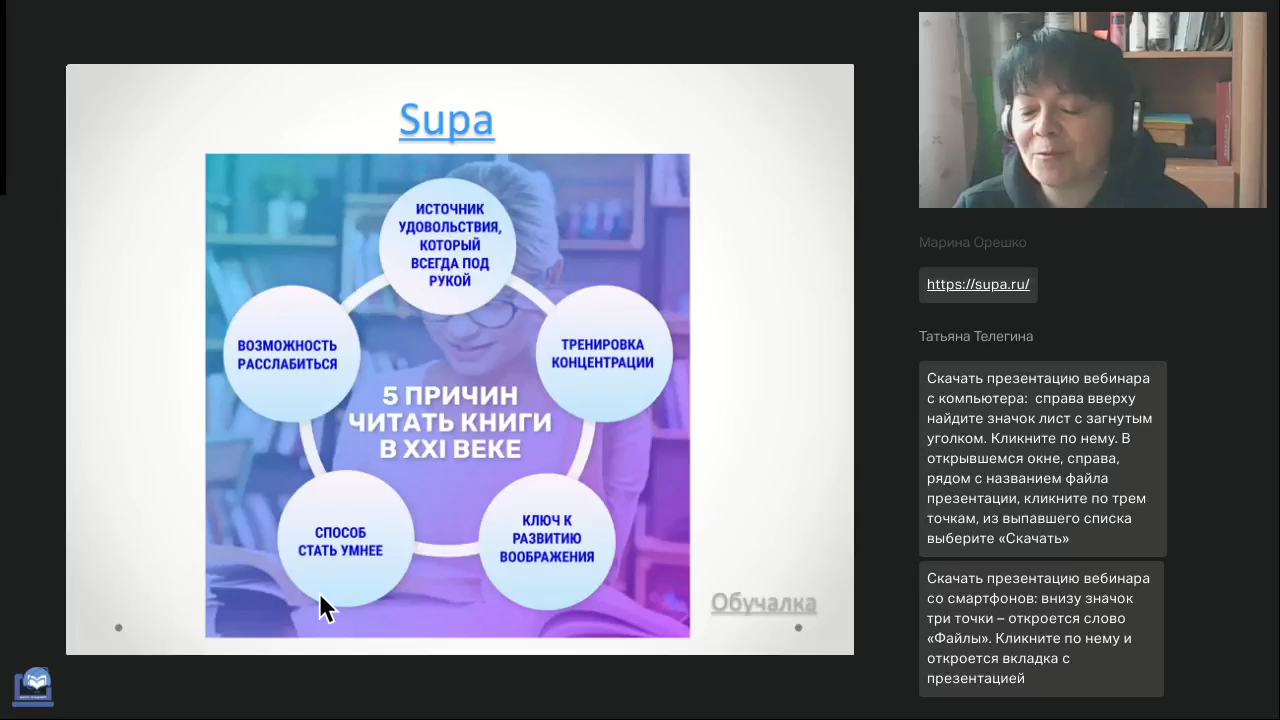 Supa
ИСТОЧНИК
УДОВОЛЬСТВИЯ,
КОТОРЫЙ
ВСЕГДА ПОД
РУКОЙ
ВОЗМОЖНОСТЬ
РАССЛАБИТЬСЯ
ТРЕНИРОВКА
КОНЦЕНТРАЦИИ
5 ПРИЧИН
ЧИТАТЬ КНИГИ
В XXI ВЕКЕ
СПОСОБ
СТАТЬ УМНЕЕ
КЛЮЧ К
РАЗВИТИЮ
ВООБРАЖЕНИЯ
Обучалка
Марина Орешко
https://supa.ru/
Татьяна Телегина
Скачать презентацию вебинара
с компьютера: справа вверху
найдите значок лист с загнутым
уголком. Кликните по нему. В
открывшемся окне, справа,
рядом с названием файла
презентации, кликните по трем
точкам, из выпавшего списка
выберите «Скачать»
Скачать презентацию вебинара
со смартфонов: внизу значок
три точки – откроется слово
«Файлы». Кликните по нему и
откроется вкладка с
презентацией